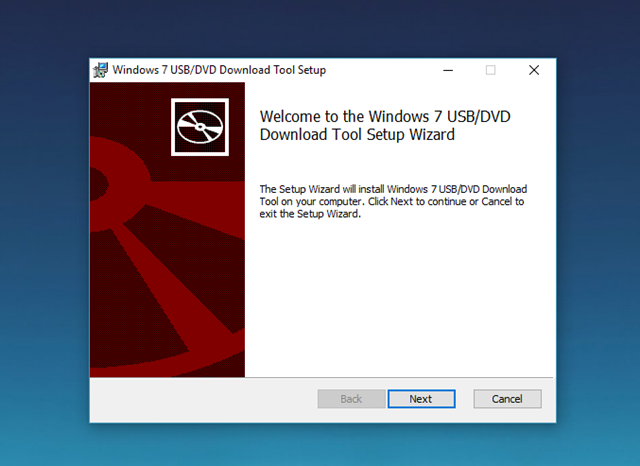 Windows 7 USB/DVD Download Tool Setup
Welcome to the Windows 7 USB/DVD
Download Tool Setup Wizard
The Setup Wizard will install Windows 7 USB/DVD Download
Tool on your computer. Click Next to continue or Cancel to
exit the Setup Wizard.
Back Next Cancel